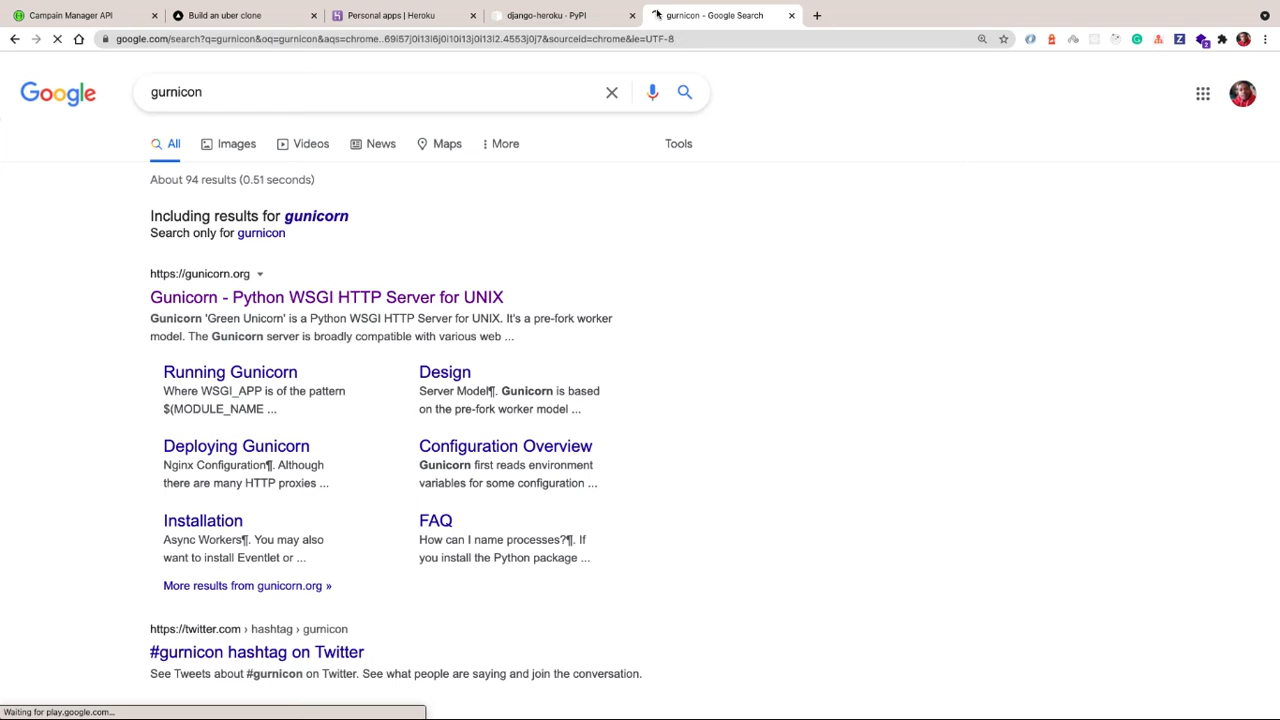 Campain Manager API
Build an uber clone
Personal apps | Heroku
django-heroku · PyPI
gurnicon - Google Search
google.com/search?q=gurnicon&oq=gurnicon&aqs=chrome..69i57j0i13l6j0i10i13j0i13l2.4553j0j7&sourceid=chrome&ie=UTF-8
2
Google
gurnicon
All
Images
Videos
News
Maps
More
Tools
About 94 results (0.51 seconds)
Including results for gunicorn
Search only for gurnicon
https://gunicorn.org
Gunicorn - Python WSGI HTTP Server for UNIX
Gunicorn 'Green Unicorn' is a Python WSGI HTTP Server for UNIX. It's a pre-fork worker
model. The Gunicorn server is broadly compatible with various web ...
Running Gunicorn
Where WSGI_APP is of the pattern
$(MODULE_NAME ...
Design
Server Model¶. Gunicorn is based
on the pre-fork worker model ...
Deploying Gunicorn
Nginx Configuration¶. Although
there are many HTTP proxies ...
Configuration Overview
Gunicorn first reads environment
variables for some configuration ...
Installation
Async Workers¶. You may also
want to install Eventlet or ...
FAQ
How can I name processes?¶. If
you install the Python package ...
More results from gunicorn.org »
https://twitter.com › hashtag › gurnicon
#gurnicon hashtag on Twitter
See Tweets about #gurnicon on Twitter. See what people are saying and join the conversation.
Waiting for play.google.com...